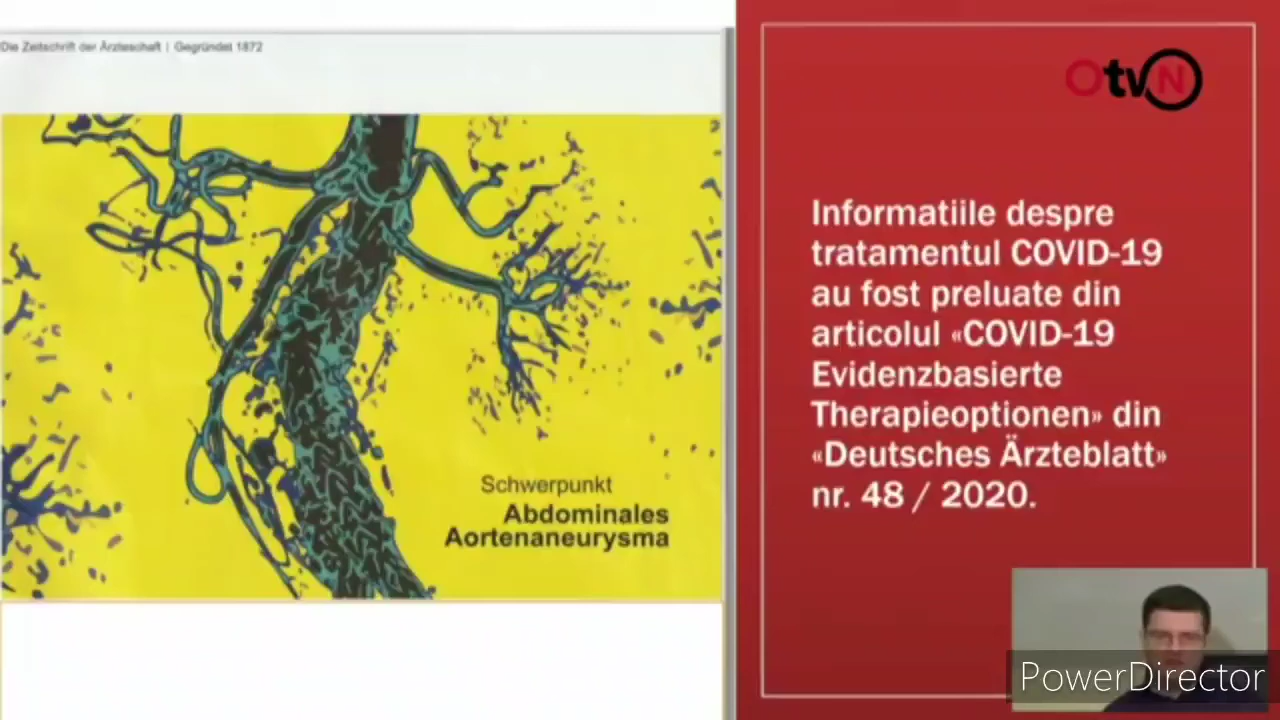 Die Zeitschrift der Ärzteschaft | Gegründet 1872
Schwerpunkt
Abdominales
Aortenaneurysma
OtvN
Informatiile despre
tratamentul COVID-19
au fost preluate din
articolul «COVID-19
Evidenzbasierte
Therapieoptionen» din
«Deutsches Ärzteblatt»
nr. 48 / 2020.
PowerDirector